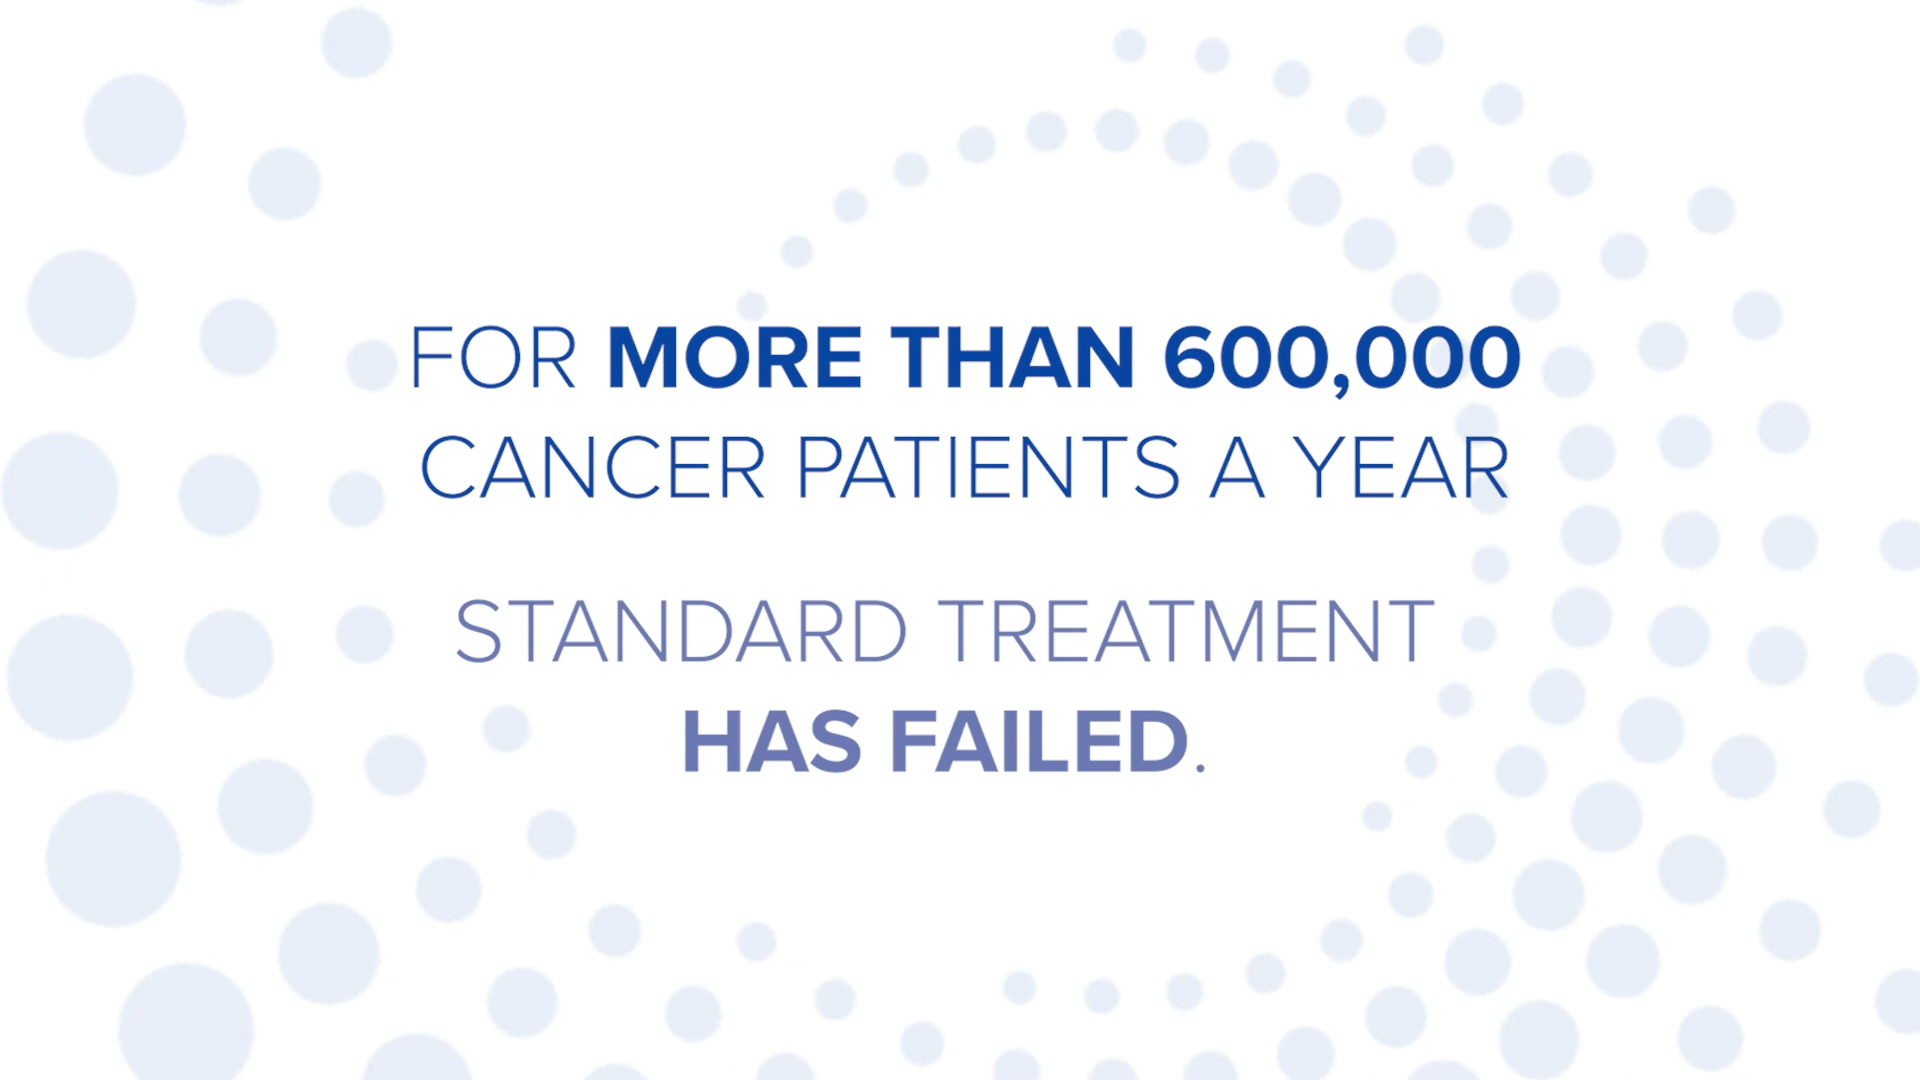 FOR MORE THAN 600,000
CANCER PATIENTS A YEAR
STANDARD TREATMENT
HAS FAILED.